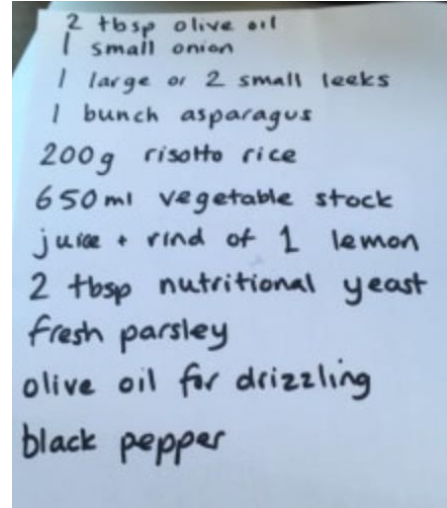 2 tbsp olive oil
1 small onion
1 large or 2 small leeks
1 bunch asparagus
200g risotto rice
650ml vegetable stock
juice + rind of 1 lemon
2 tbsp nutritional yeast
fresh parsley
olive oil for drizzling
black pepper